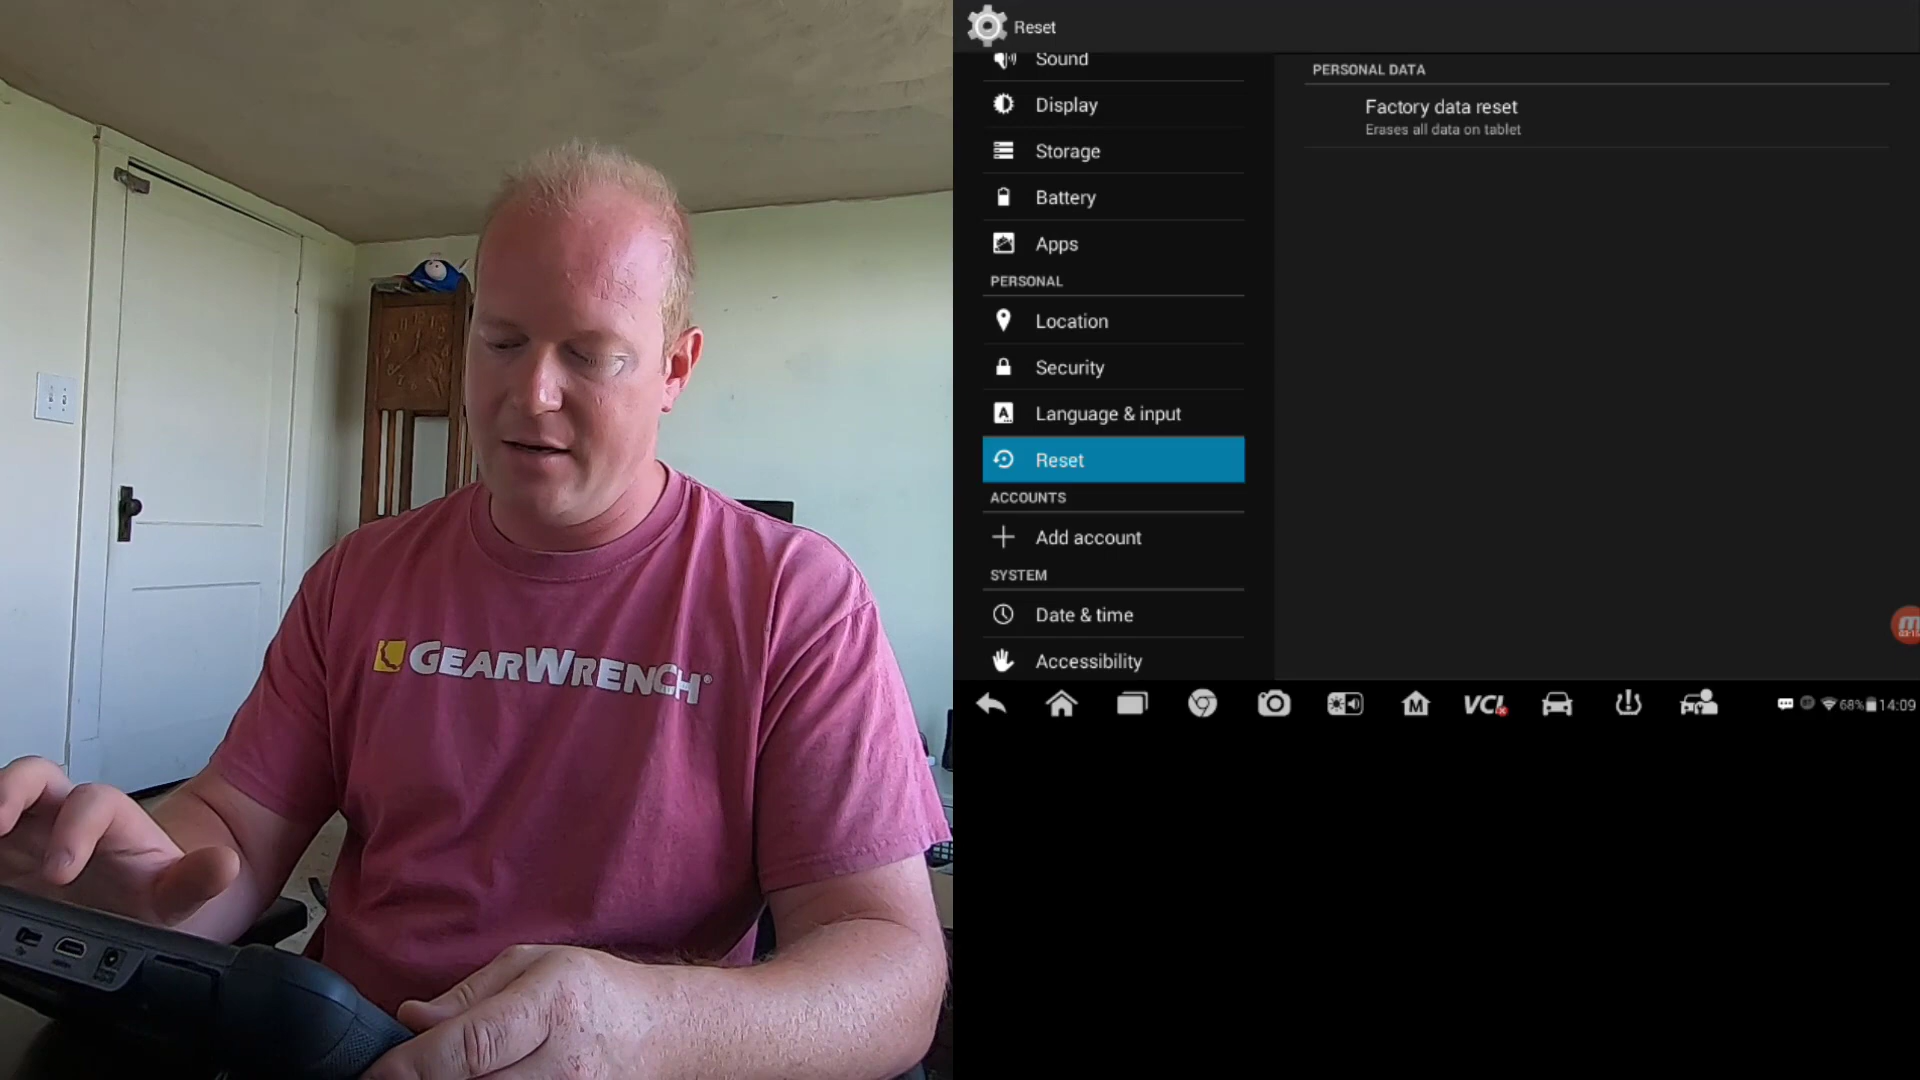 GEARWRENCH®
Reset
Sound
Display
Storage
Battery
Apps
PERSONAL
Location
Security
Language & input
Reset
ACCOUNTS
Add account
SYSTEM
Date & time
Accessibility
PERSONAL DATA
Factory data reset
Erases all data on tablet
M
VCI
68% 14:09